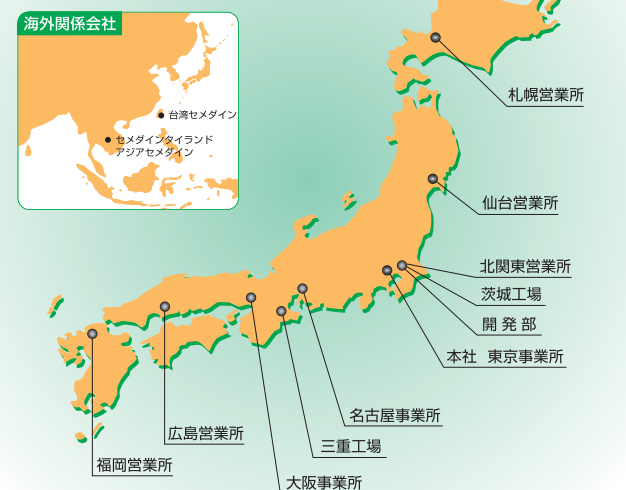 海外関係会社
台湾セメダイン
セメダインタイランド
アジアセメダイン
札幌営業所
仙台営業所
北関東営業所
茨城工場
開発部
本社 東京事業所
名古屋事業所
三重工場
大阪事業所
広島営業所
福岡営業所